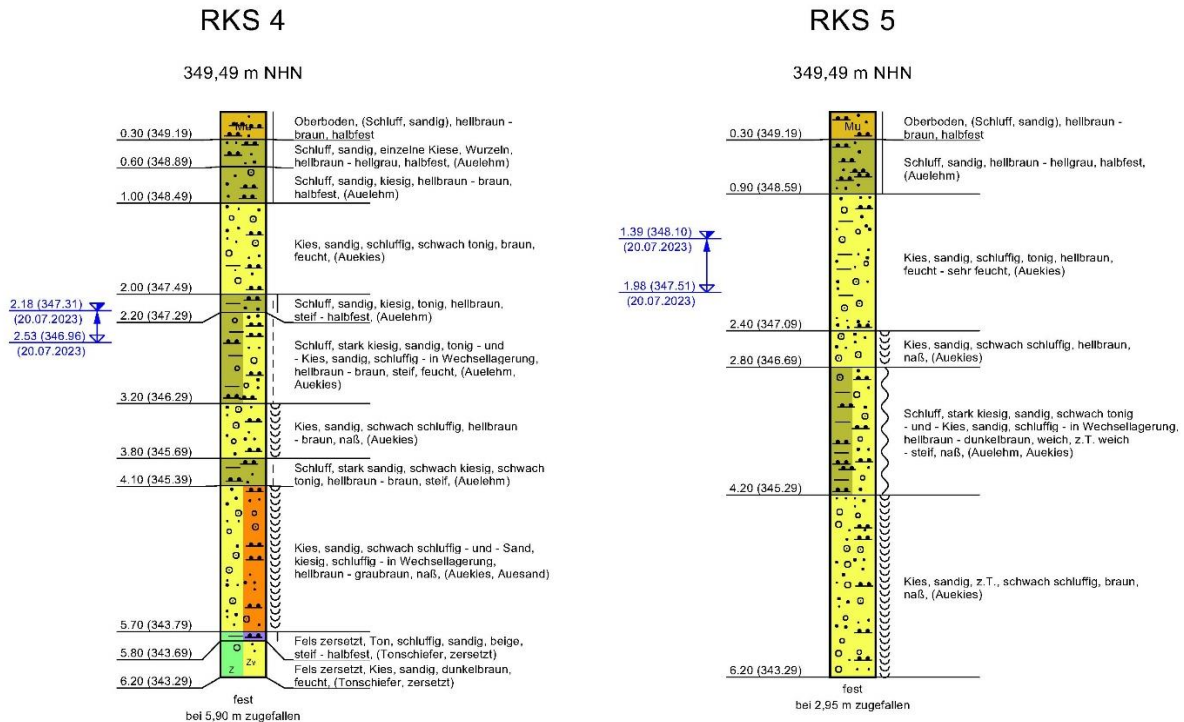 RKS 4
349,49 m NHN
Mu
0.30 (349.19)
Oberboden, (Schluff, sandig), hellbraun -
braun, halbfest
0.60 (348.89)
Schluff, sandig, einzelne Kiese, Wurzeln,
hellbraun - hellgrau, halbfest, (Auelehm)
1.00 (348.49)
Schluff, sandig, kiesig, hellbraun - braun,
halbfest, (Auelehm)
2.00 (347.49)
Kies, sandig, schluffig, schwach tonig, braun,
feucht, (Auekies)
2.18 (347.31)
(20.07.2023)
2.53 (346.96)
(20.07.2023)
2.20 (347.29)
Schluff, sandig, kiesig, tonig, hellbraun,
steif - halbfest, (Auelehm)
3.20 (346.29)
Schluff, stark kiesig, sandig, tonig - und
- Kies, sandig, schluffig - in Wechsellagerung,
hellbraun - braun, steif, feucht, (Auelehm,
Auekies)
3.80 (345.69)
Kies, sandig, schwach schluffig, hellbraun
- braun, naß, (Auekies)
4.10 (345.39)
Schluff, stark sandig, schwach kiesig, schwach
tonig, hellbraun - braun, steif, (Auelehm)
5.70 (343.79)
Kies, sandig, schwach schluffig - und - Sand,
kiesig, schluffig - in Wechsellagerung,
hellbraun - graubraun, naß, (Auekies, Auesand)
5.80 (343.69)
Fels zersetzt, Ton, schluffig, sandig, beige,
steif - halbfest, (Tonschiefer, zersetzt)
Z Zv
6.20 (343.29)
Fels zersetzt, Kies, sandig, dunkelbraun,
feucht, (Tonschiefer, zersetzt)
fest
bei 5,90 m zugefallen
RKS 5
349,49 m NHN
Mu
0.30 (349.19)
Oberboden, (Schluff, sandig), hellbraun -
braun, halbfest
0.90 (348.59)
Schluff, sandig, hellbraun - hellgrau, halbfest,
(Auelehm)
1.39 (348.10)
(20.07.2023)
1.98 (347.51)
(20.07.2023)
2.40 (347.09)
Kies, sandig, schluffig, tonig, hellbraun,
feucht - sehr feucht, (Auekies)
2.80 (346.69)
Kies, sandig, schwach schluffig, hellbraun,
naß, (Auekies)
4.20 (345.29)
Schluff, stark kiesig, sandig, schwach tonig
- und - Kies, sandig, schluffig - in Wechsellagerung,
hellbraun - dunkelbraun, weich, z.T. weich
- steif, naß, (Auelehm, Auekies)
6.20 (343.29)
Kies, sandig, z.T., schwach schluffig, braun,
naß, (Auekies)
fest
bei 2,95 m zugefallen